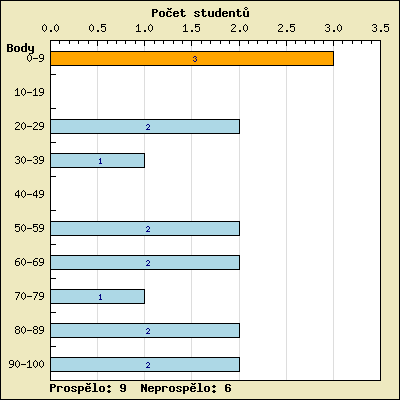 Počet studentů
0.0 0.5 1.0 1.5 2.0 2.5 3.0 3.5
Body
0-9 3
10-19
20-29 2
30-39 1
40-49
50-59 2
60-69 2
70-79 1
80-89 2
90-100 2
Prospělo: 9 Neprospělo: 6